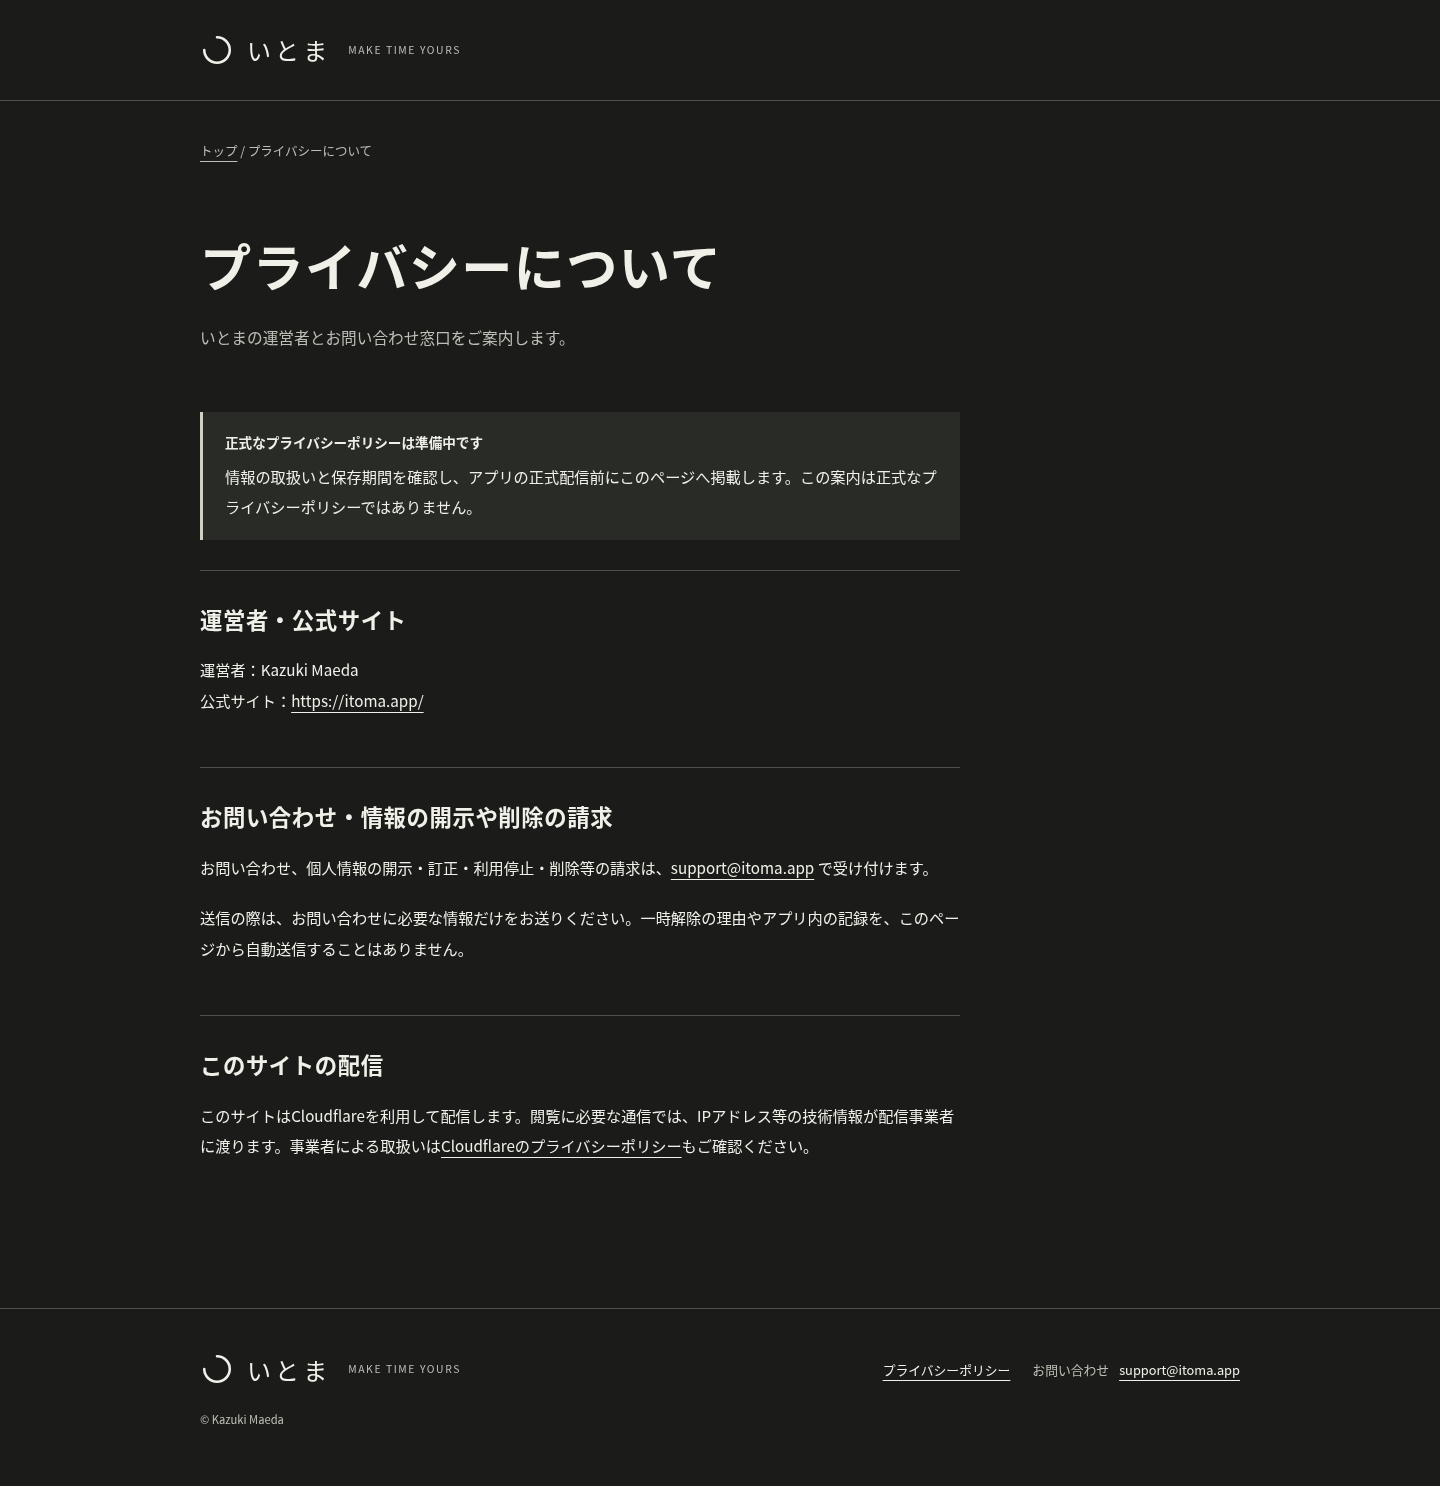 いとま MAKE TIME YOURS
トップ / プライバシーについて
プライバシーについて
いとまの運営者とお問い合わせ窓口をご案内します。
正式なプライバシーポリシーは準備中です
情報の取扱いと保存期間を確認し、アプリの正式配信前にこのページへ掲載します。この案内は正式なプ
ライバシーポリシーではありません。
運営者・公式サイト
運営者：Kazuki Maeda
公式サイト：https://itoma.app/
お問い合わせ・情報の開示や削除の請求
お問い合わせ、個人情報の開示・訂正・利用停止・削除等の請求は、support@itoma.app で受け付けます。
送信の際は、お問い合わせに必要な情報だけをお送りください。一時解除の理由やアプリ内の記録を、このペー
ジから自動送信することはありません。
このサイトの配信
このサイトはCloudflareを利用して配信します。閲覧に必要な通信では、IPアドレス等の技術情報が配信事業者
に渡ります。事業者による取扱いはCloudflareのプライバシーポリシーもご確認ください。
いとま MAKE TIME YOURS
プライバシーポリシー お問い合わせ support@itoma.app
© Kazuki Maeda